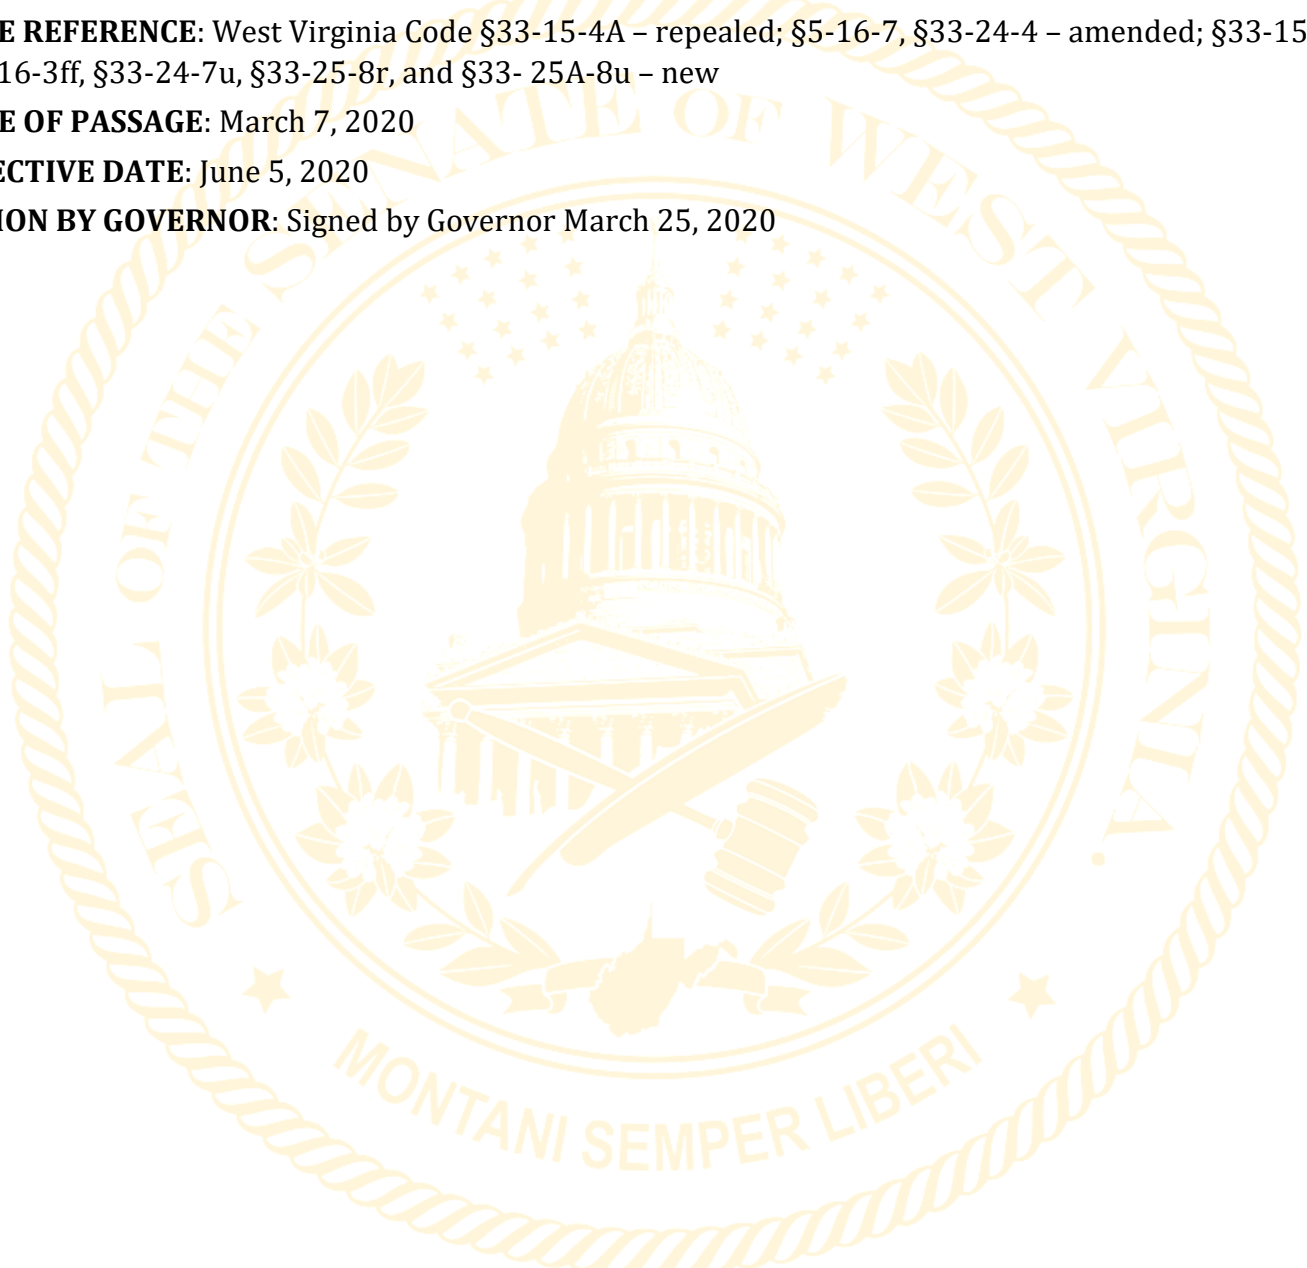 E REFERENCE: West Virginia Code §33-15-4A – repealed; §5-16-7, §33-24-4 – amended; §33-15
16-3ff, §33-24-7u, §33-25-8r, and §33- 25A-8u – new
E OF PASSAGE: March 7, 2020
ECTIVE DATE: June 5, 2020
ION BY GOVERNOR: Signed by Governor March 25, 2020
SEAL OF THE SENATE OF WEST VIRGINIA.
MONTANI SEMPER LIBERI